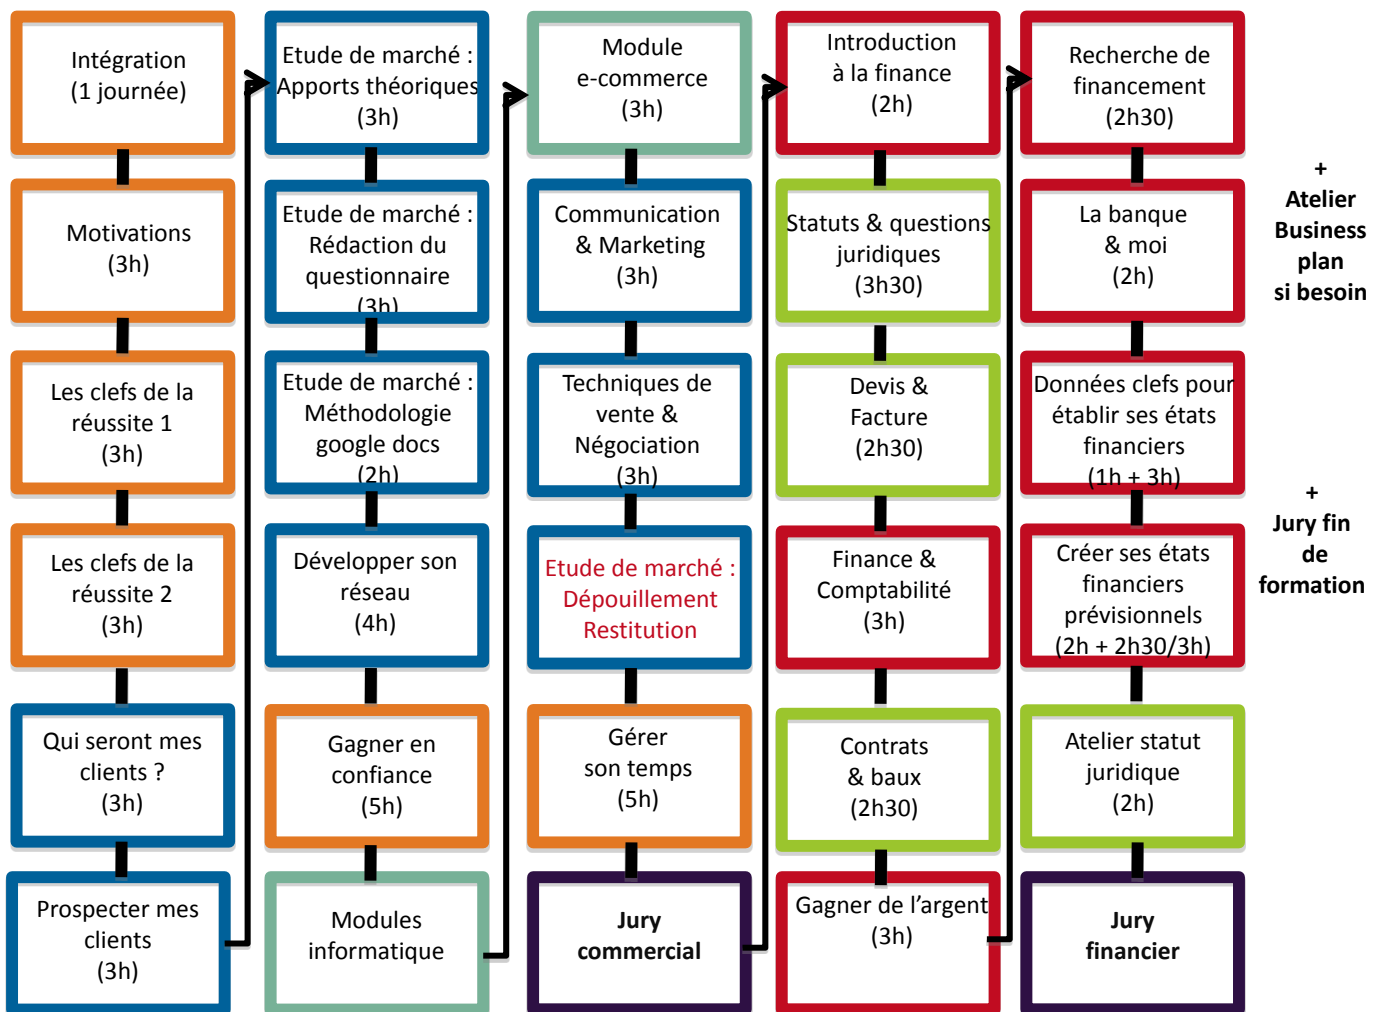 Intégration
(1 journée)
Motivations
(3h)
Les clefs de la
réussite 1
(3h)
Les clefs de la
réussite 2
(3h)
Qui seront mes
clients ?
(3h)
Prospecter mes
clients
(3h)
Etude de marché :
Apports théoriques
(3h)
Etude de marché :
Rédaction du
questionnaire
(3h)
Etude de marché :
Méthodologie
google docs
(2h)
Développer son
réseau
(4h)
Gagner en
confiance
(5h)
Modules
informatique
Module
e-commerce
(3h)
Communication
& Marketing
(3h)
Techniques de
vente &
Négociation
(3h)
Etude de marché :
Dépouillement
Restitution
Gérer
son temps
(5h)
Jury
commercial
Introduction
à la finance
(2h)
Statuts & questions
juridiques
(3h30)
Devis &
Facture
(2h30)
Finance &
Comptabilité
(3h)
Contrats
& baux
(2h30)
Gagner de l’argent
(3h)
Recherche de
financement
(2h30)
La banque
& moi
(2h)
Données clefs pour
établir ses états
financiers
(1h + 3h)
Créer ses états
financiers
prévisionnels
(2h + 2h30/3h)
Atelier statut
juridique
(2h)
Jury
financier
+
Atelier
Business
plan
si besoin
+
Jury fin
de
formation